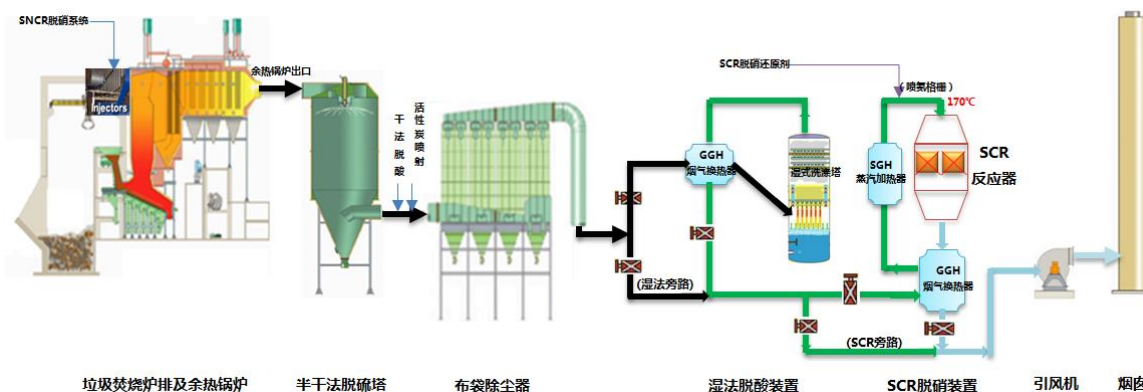 SNCR脱硝系统
Injectors
余热锅炉出口
干法脱酸
活性炭喷射
GGH
烟气换热器
湿式洗涤塔
SCR脱硝还原剂
（喷氨格栅）
170℃
SGH
蒸汽加热器
SCR
反应器
GGH
烟气换热器
(湿法旁路)
(SCR旁路)
垃圾焚烧炉排及余热锅炉
半干法脱硫塔
布袋除尘器
湿法脱酸装置
SCR脱硝装置
引风机
烟囱